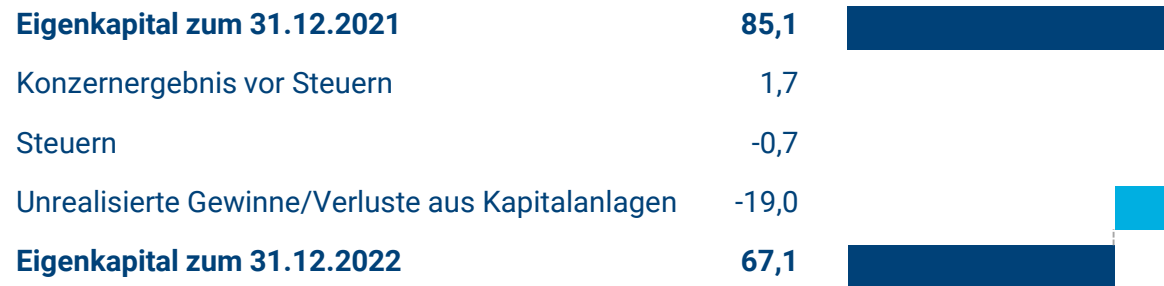 Eigenkapital zum 31.12.2021 85,1
Konzernergebnis vor Steuern 1,7
Steuern -0,7
Unrealisierte Gewinne/Verluste aus Kapitalanlagen -19,0
Eigenkapital zum 31.12.2022 67,1